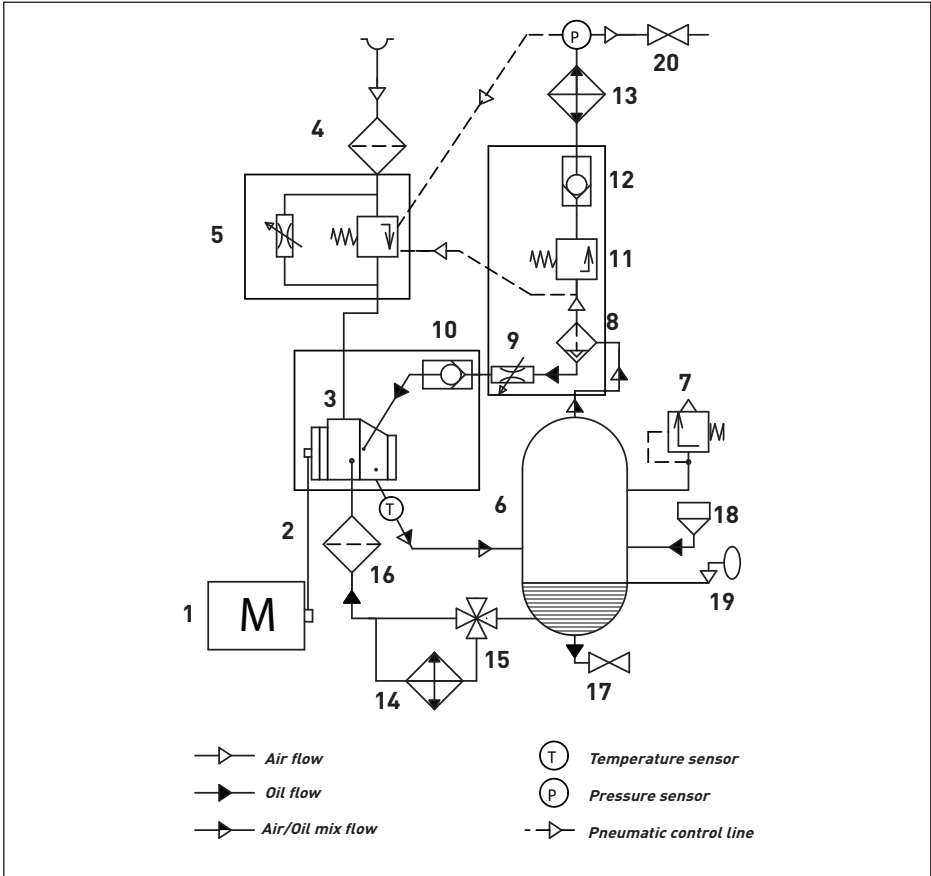 P
20
13
4
12
5
11
8
10
9
7
3
T
6
18
2
16
19
1
M
15
14
17
Air flow
T
Temperature sensor
Oil flow
P
Pressure sensor
Air/Oil mix flow
Pneumatic control line